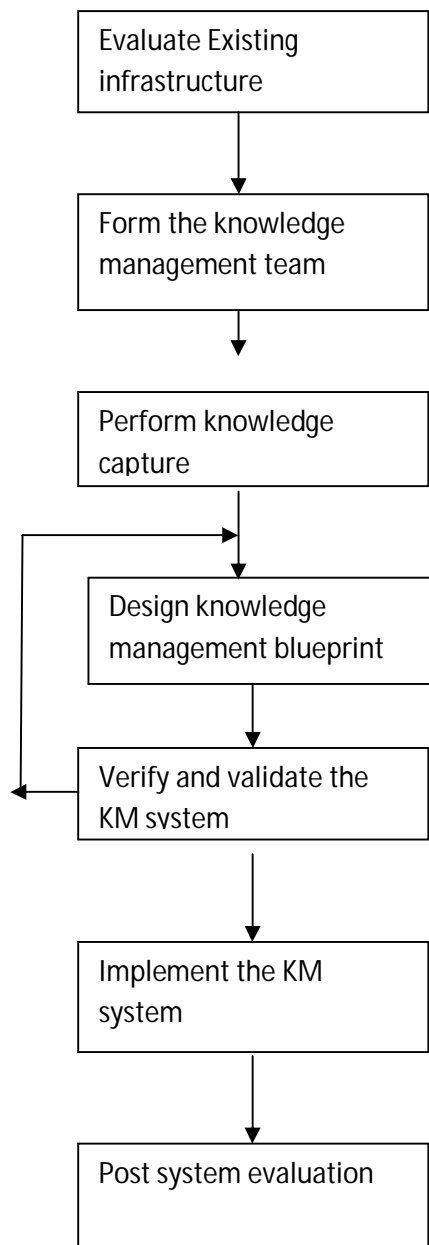 Evaluate Existing
infrastructure
Form the knowledge
management team
Perform knowledge
capture
Design knowledge
management blueprint
Verify and validate the
KM system
Implement the KM
system
Post system evaluation